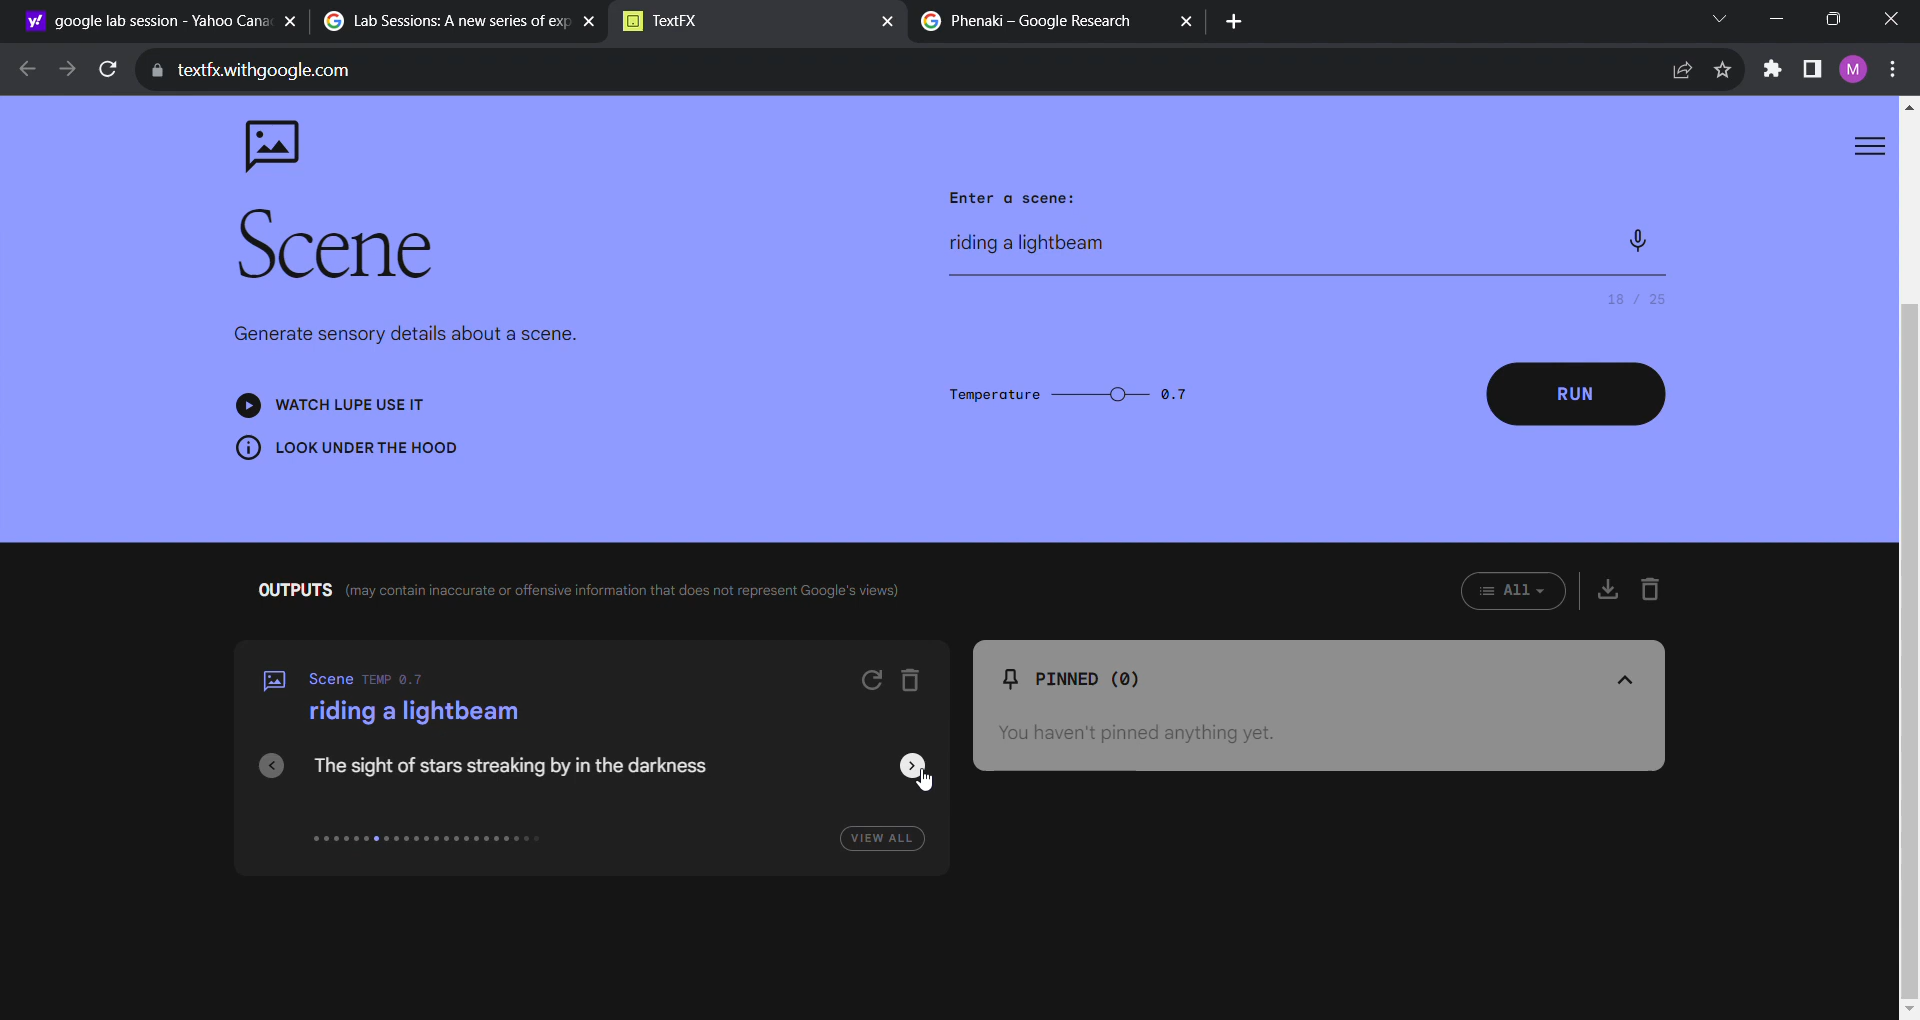 google lab session - Yahoo Cana
Lab Sessions: A new series of exp
TextFX
Phenaki – Google Research
textfx.withgoogle.com
M
Scene
Generate sensory details about a scene.
WATCH LUPE USE IT
LOOK UNDER THE HOOD
Enter a scene:
riding a lightbeam
18 / 25
Temperature 0.7
RUN
OUTPUTS (may contain inaccurate or offensive information that does not represent Google's views)
All
Scene TEMP 0.7
riding a lightbeam
The sight of stars streaking by in the darkness
VIEW ALL
PINNED (0)
You haven't pinned anything yet.